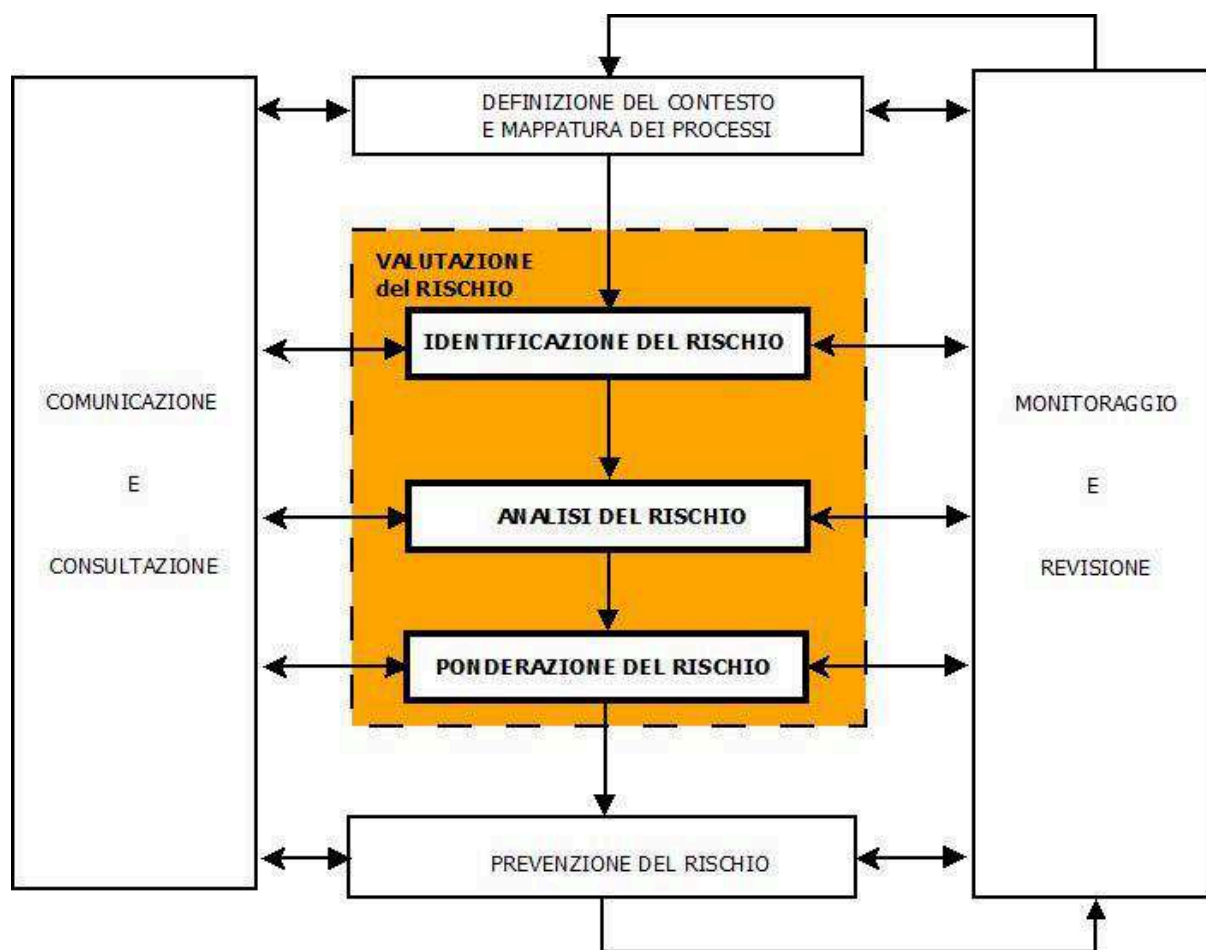 DEFINIZIONE DEL CONTESTO
E MAPPATURA DEI PROCESSI
VALUTAZIONE
del RISCHIO
IDENTIFICAZIONE DEL RISCHIO
ANALISI DEL RISCHIO
PONDERAZIONE DEL RISCHIO
PREVENZIONE DEL RISCHIO
COMUNICAZIONE
E
CONSULTAZIONE
MONITORAGGIO
E
REVISIONE